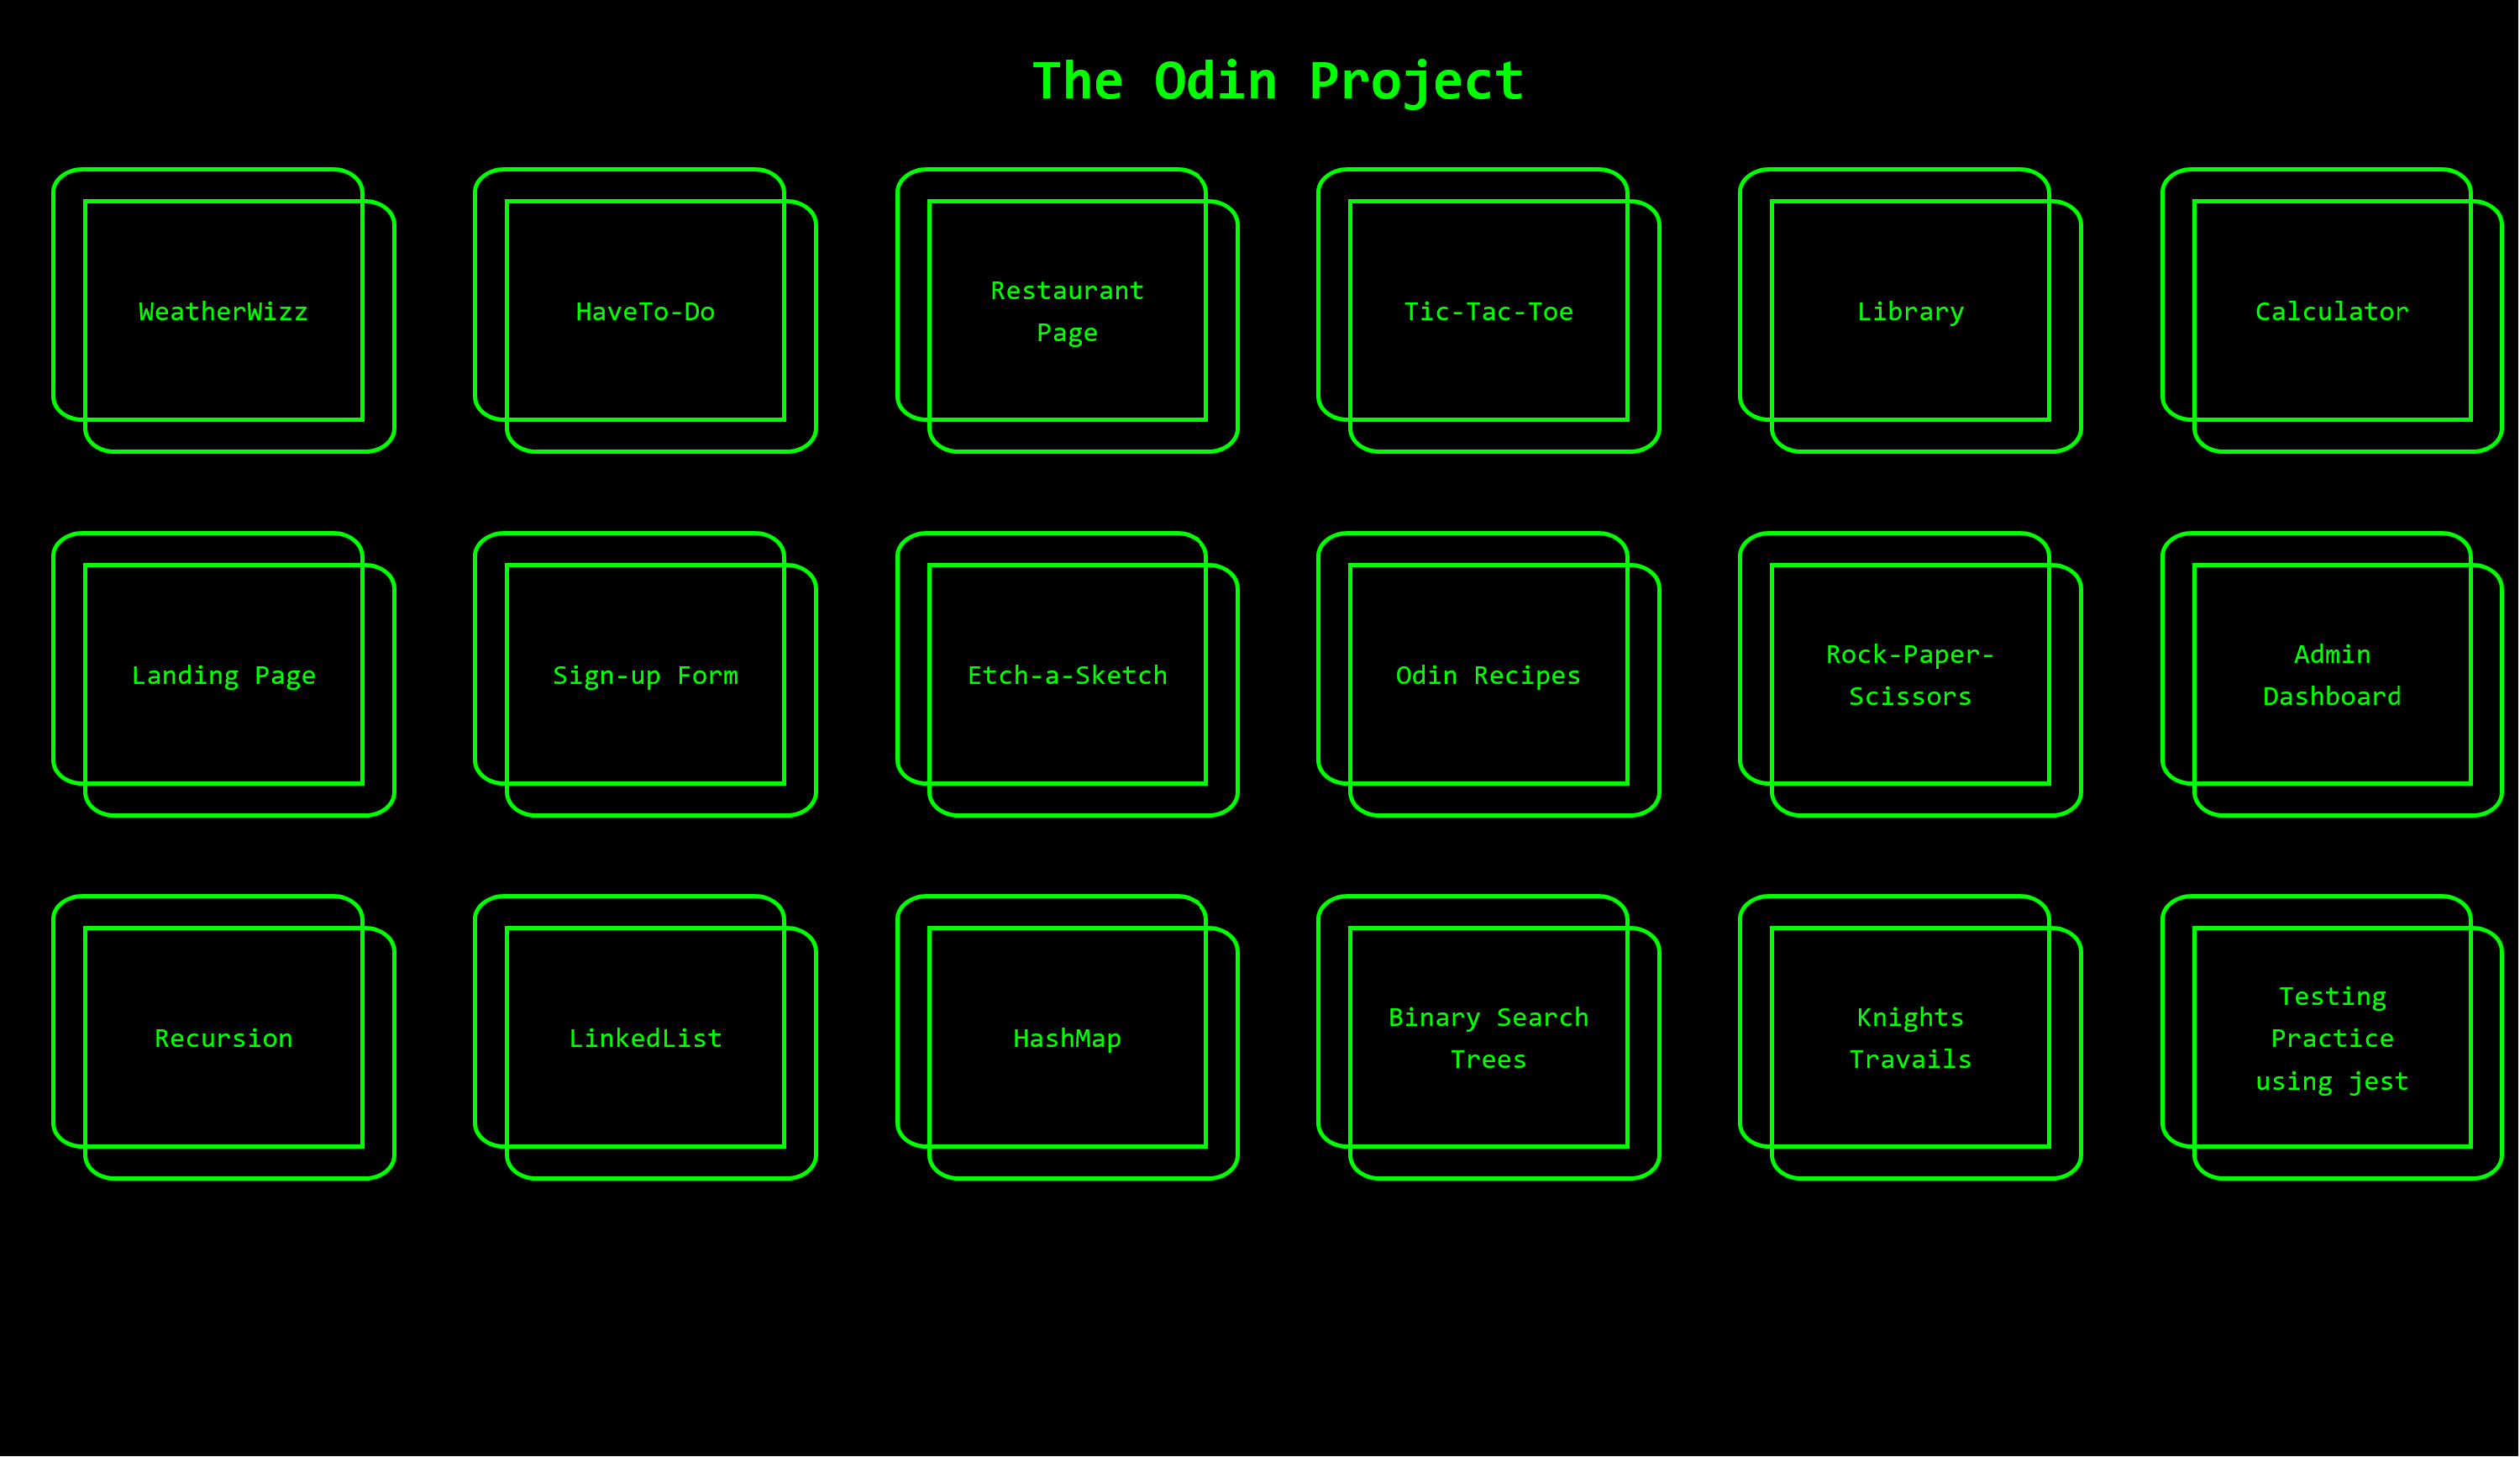 The Odin Project
WeatherWizz
HaveTo-Do
Restaurant
Page
Tic-Tac-Toe
Library
Calculator
Landing Page
Sign-up Form
Etch-a-Sketch
Odin Recipes
Rock-Paper-
Scissors
Admin
Dashboard
Recursion
LinkedList
HashMap
Binary Search
Trees
Knights
Travails
Testing
Practice
using jest